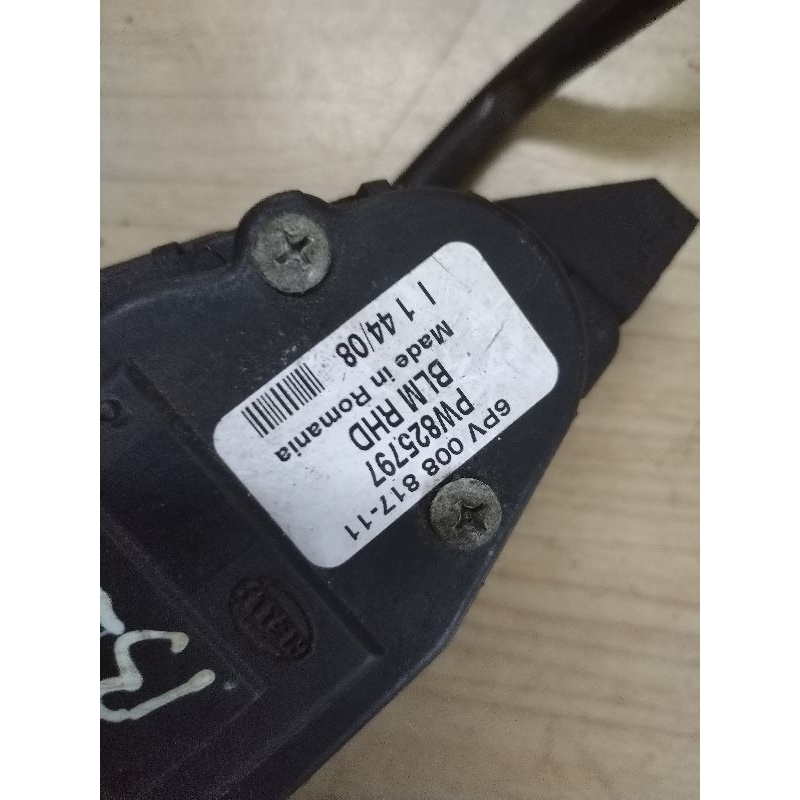 6PV 008 817-11
PW825797
BLM RHD
Made in Romania
I 1 44/08
HELLA